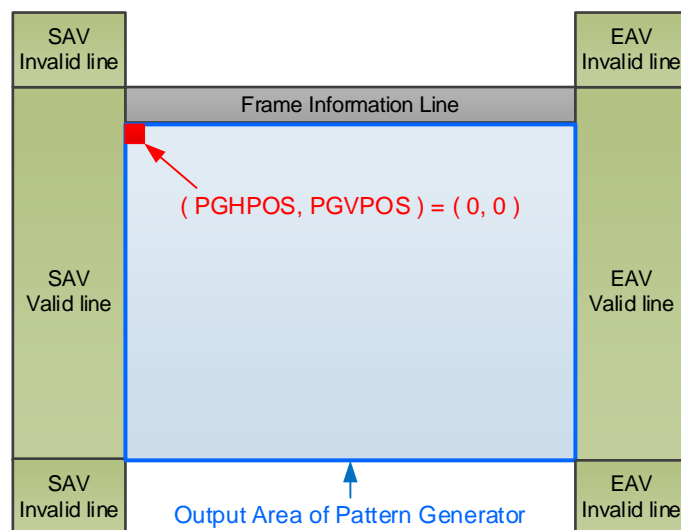 SAV
Invalid line
EAV
Invalid line
Frame Information Line
( PGHPOS, PGVPOS ) = ( 0, 0 )
SAV
Valid line
EAV
Valid line
SAV
Invalid line
EAV
Invalid line
Output Area of Pattern Generator